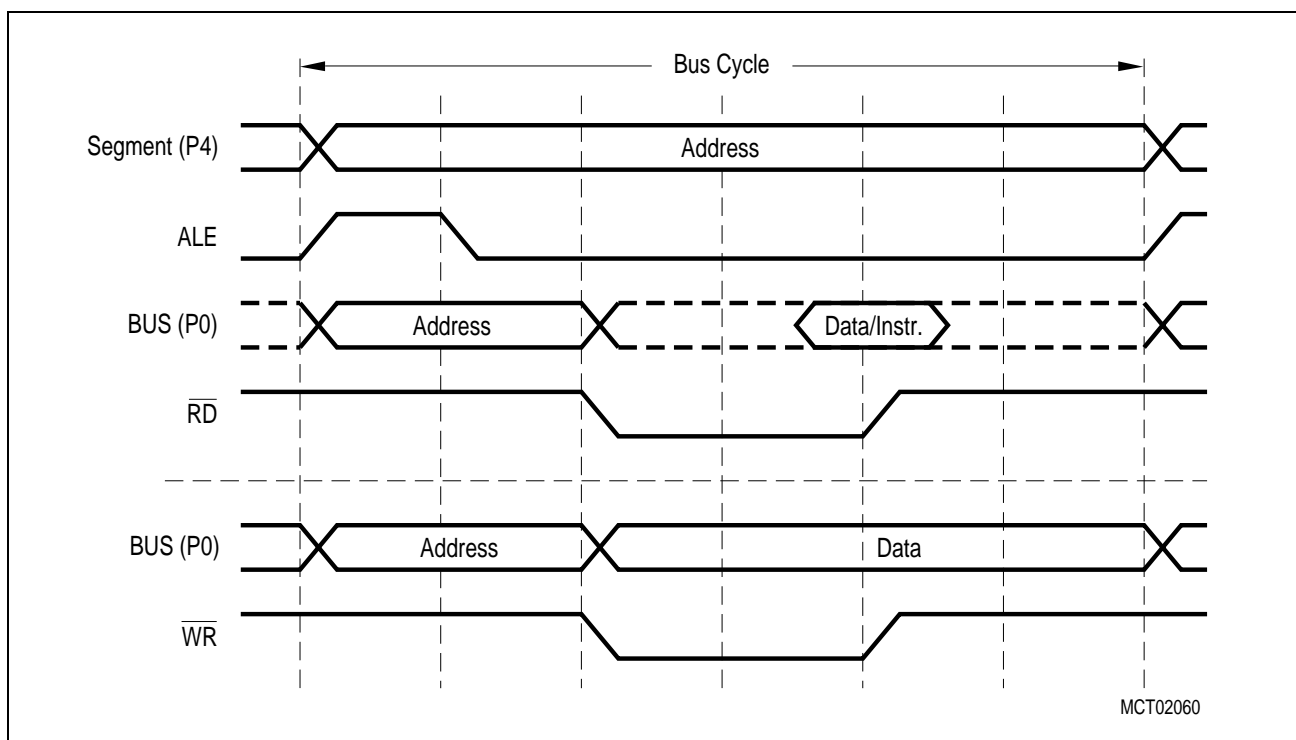 Bus Cycle
Segment (P4)
Address
ALE
BUS (P0)
Address
Data/Instr.
RD
BUS (P0)
Address
Data
WR
MCT02060